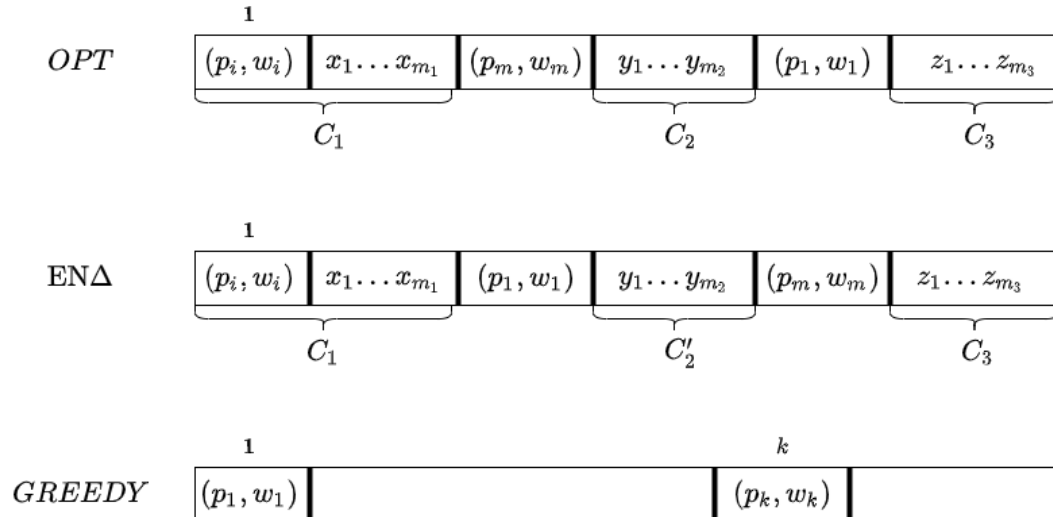 1
OPT (p_i, w_i) x_1 … x_{m_1} (p_m, w_m) y_1 … y_{m_2} (p_1, w_1) z_1 … z_{m_3}
C_1 C_2 C_3
1
ENΔ (p_i, w_i) x_1 … x_{m_1} (p_1, w_1) y_1 … y_{m_2} (p_m, w_m) z_1 … z_{m_3}
C_1 C'_2 C_3
1 k
GREEDY (p_1, w_1) (p_k, w_k)